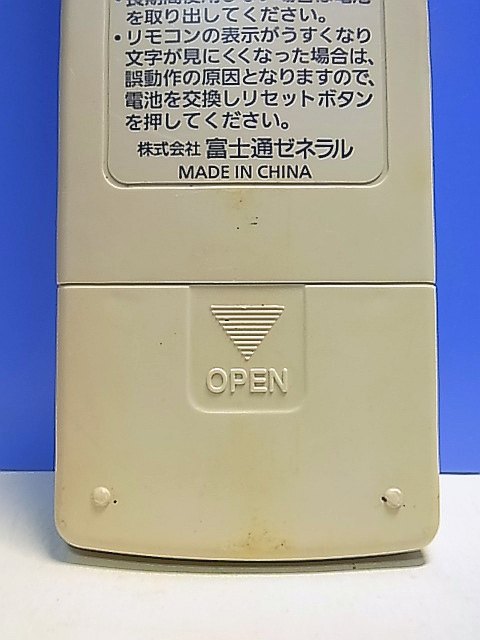 を取り出してください。
・リモコンの表示がうすくなり
文字が見にくくなった場合は、
誤動作の原因となりますので、
電池を交換しリセットボタン
を押してください。
株式会社 富士通ゼネラル
MADE IN CHINA
OPEN